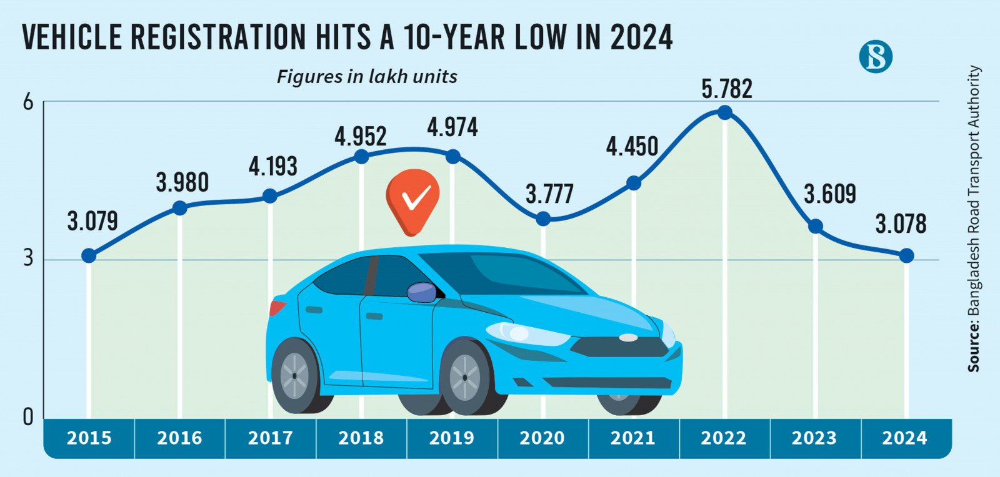 VEHICLE REGISTRATION HITS A 10-YEAR LOW IN 2024
Figures in lakh units
B
6
3
0
3.079
3.980
4.193
4.952
4.974
3.777
4.450
5.782
3.609
3.078
2015 2016 2017 2018 2019 2020 2021 2022 2023 2024
Source: Bangladesh Road Transport Authority